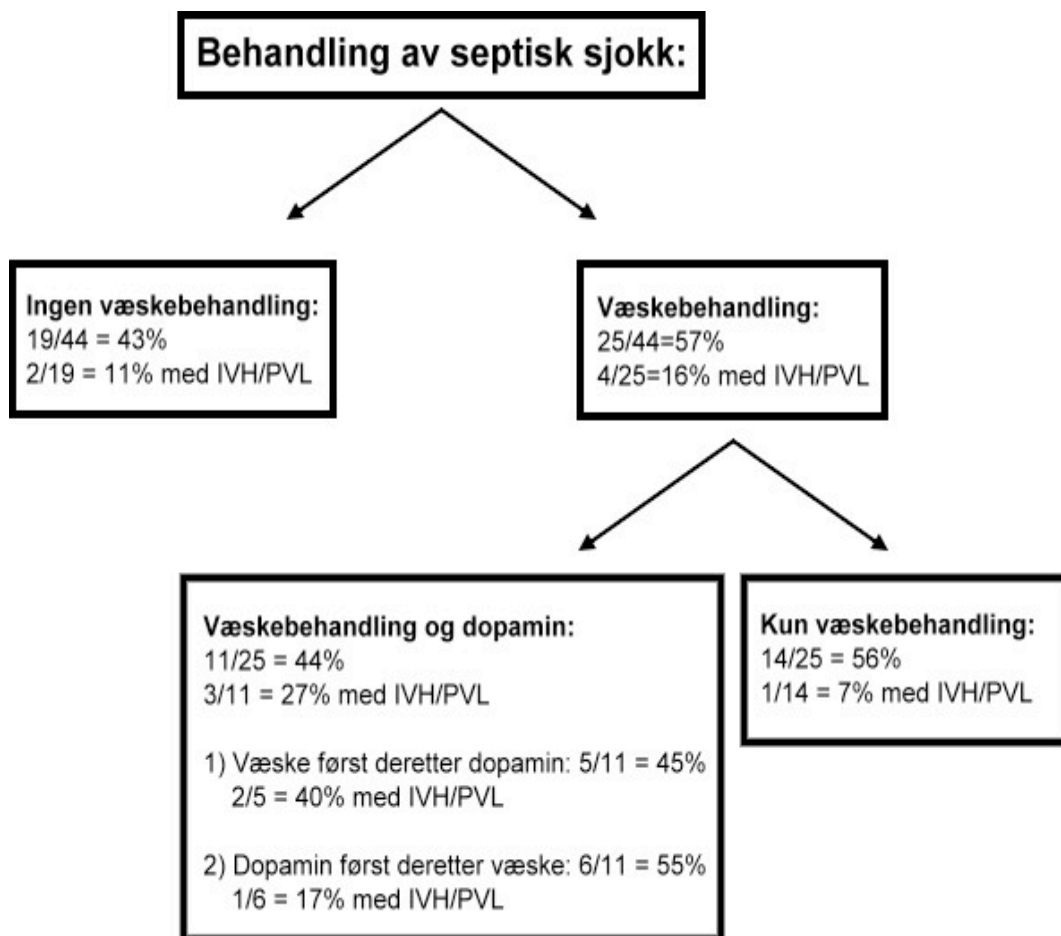 Behandling av septisk sjokk:
Ingen væskebehandling:
19/44 = 43%
2/19 = 11% med IVH/PVL
Væskebehandling:
25/44=57%
4/25=16% med IVH/PVL
Væskebehandling og dopamin:
11/25 = 44%
3/11 = 27% med IVH/PVL
1) Væske først deretter dopamin: 5/11 = 45%
2/5 = 40% med IVH/PVL
2) Dopamin først deretter væske: 6/11 = 55%
1/6 = 17% med IVH/PVL
Kun væskebehandling:
14/25 = 56%
1/14 = 7% med IVH/PVL